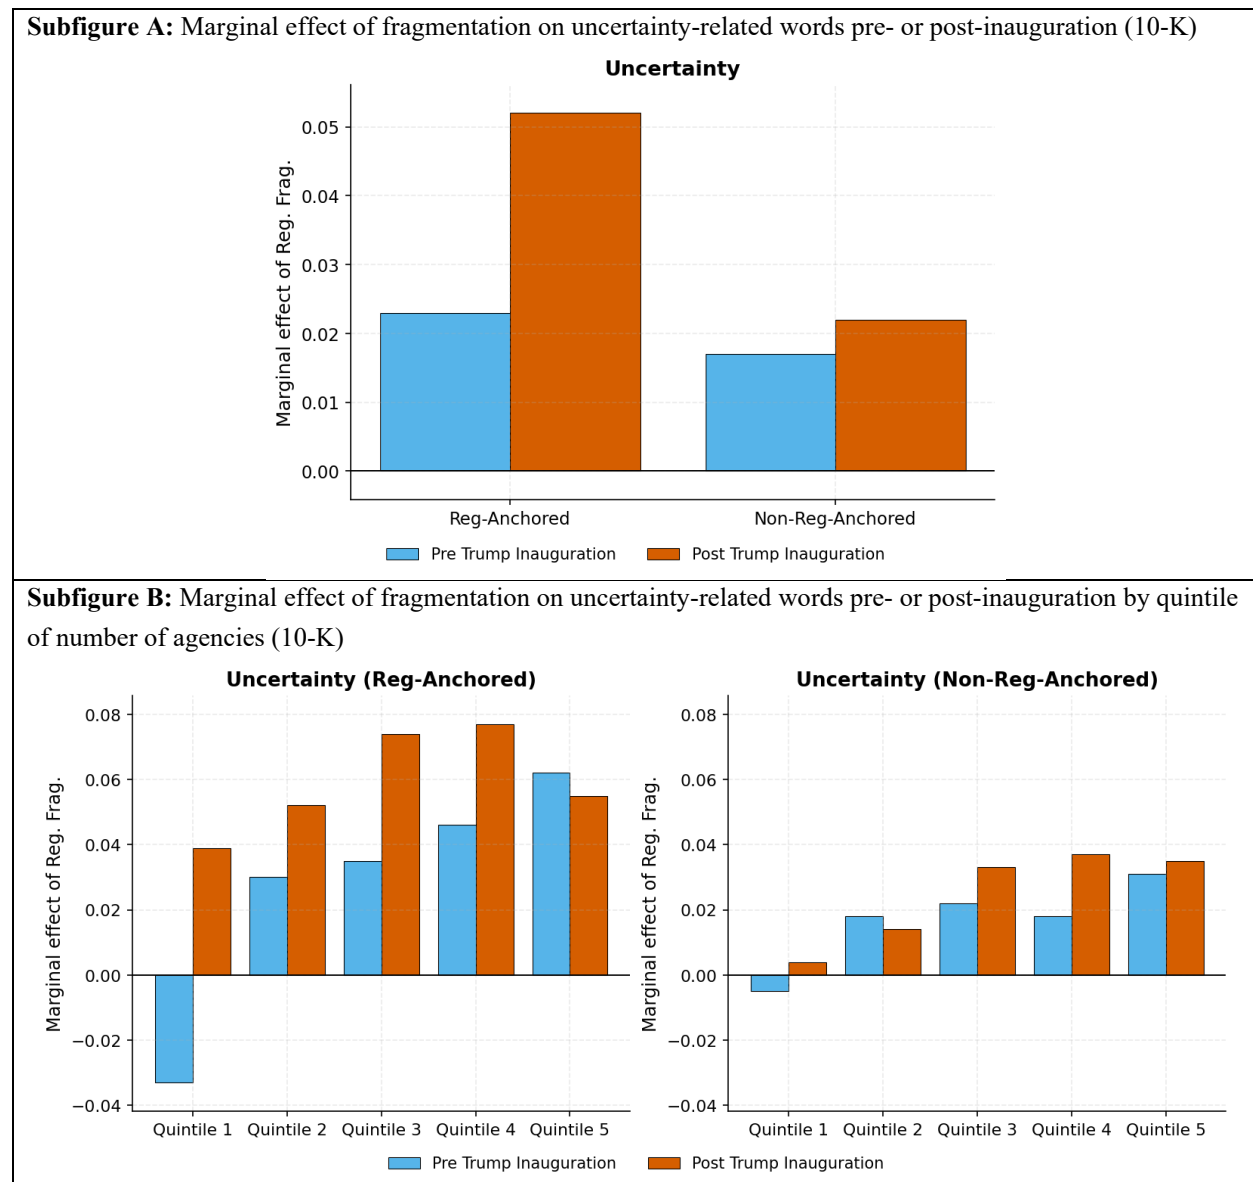 Subfigure A: Marginal effect of fragmentation on uncertainty-related words pre- or post-inauguration (10-K)
Uncertainty
Marginal effect of Reg. Frag.
0.05
0.04
0.03
0.02
0.01
0.00
Reg-Anchored Non-Reg-Anchored
Pre Trump Inauguration Post Trump Inauguration
Subfigure B: Marginal effect of fragmentation on uncertainty-related words pre- or post-inauguration by quintile
of number of agencies (10-K)
Uncertainty (Reg-Anchored)
Marginal effect of Reg. Frag.
0.08
0.06
0.04
0.02
0.00
−0.02
−0.04
Quintile 1 Quintile 2 Quintile 3 Quintile 4 Quintile 5
Uncertainty (Non-Reg-Anchored)
Marginal effect of Reg. Frag.
0.08
0.06
0.04
0.02
0.00
−0.02
−0.04
Quintile 1 Quintile 2 Quintile 3 Quintile 4 Quintile 5
Pre Trump Inauguration Post Trump Inauguration